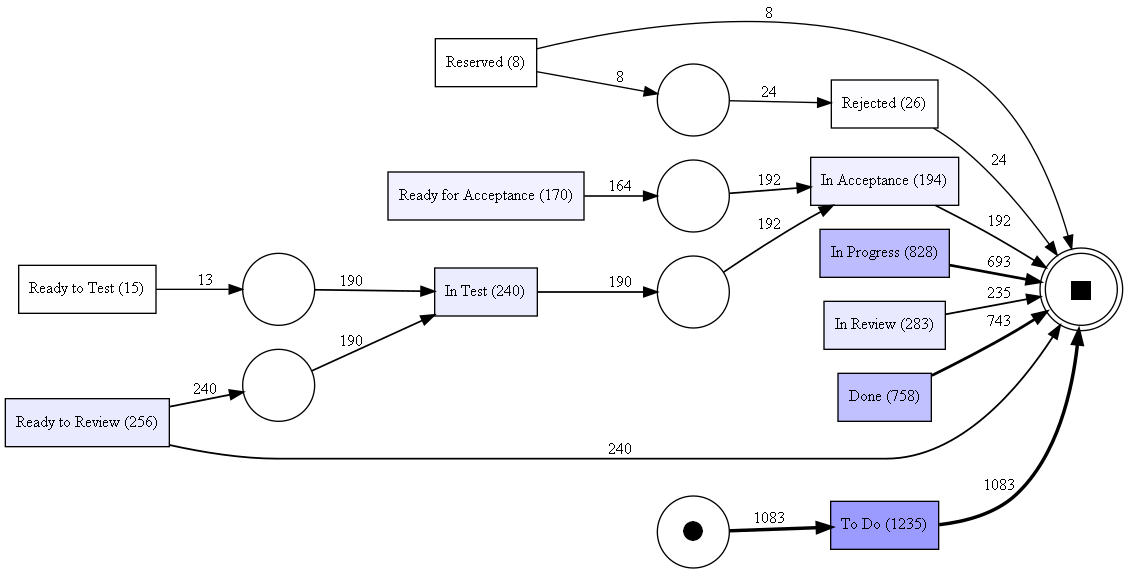 8
Reserved (8)
8
24
Rejected (26)
24
Ready for Acceptance (170)
164
192
In Acceptance (194)
192
192
In Progress (828)
693
Ready to Test (15)
13
190
In Test (240)
190
235
In Review (283)
743
190
Done (758)
240
Ready to Review (256)
240
1083
1083
To Do (1235)